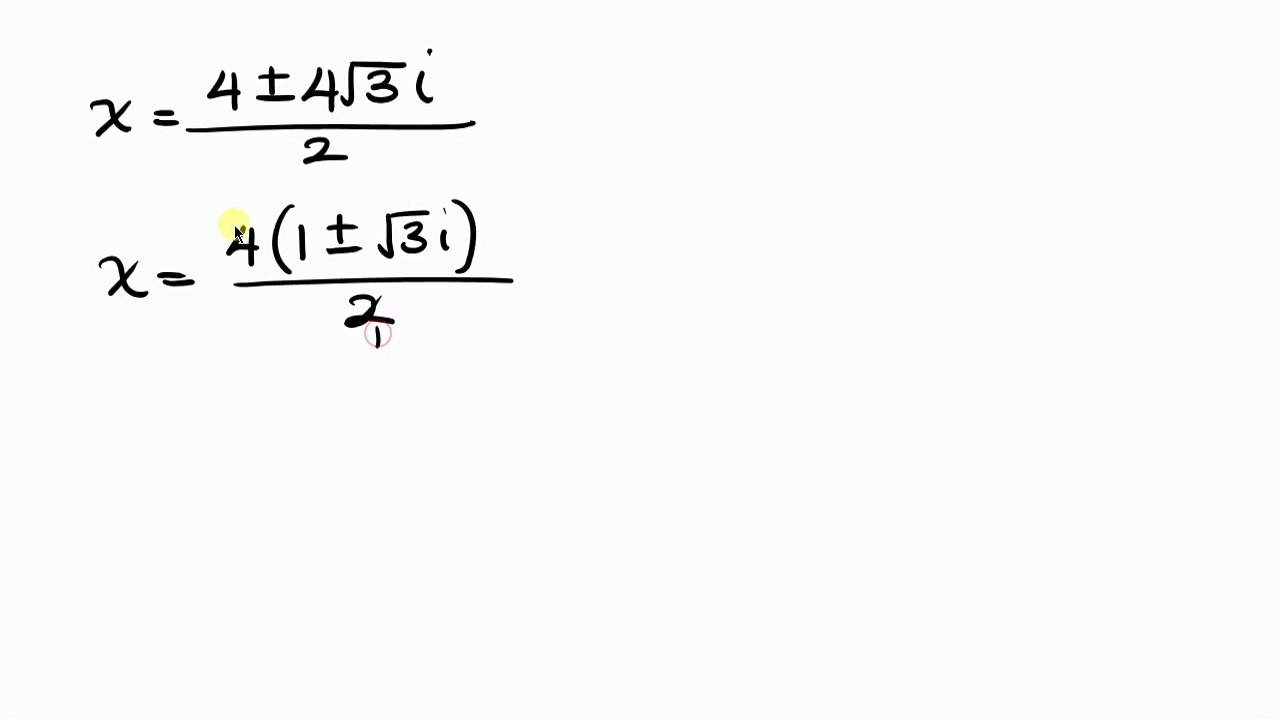 x = 4 ± 4√3 i / 2
x = 4 (1 ± √3 i) / 2
1